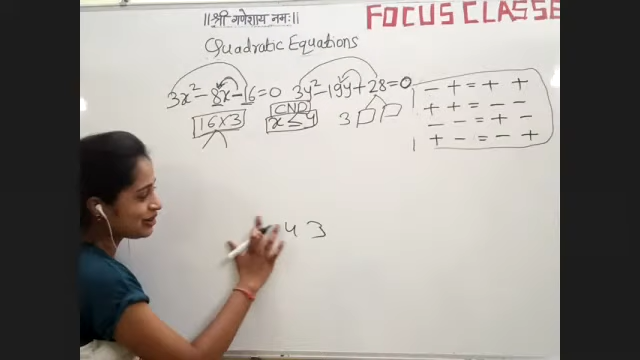 ||श्री गणेशाय नमः||
FOCUS CLASSE
Quadratic Equations
3x² - 8x - 16 = 0
3y² - 19y + 28 = 0
16 × 3
CND
x ≤ y
3
- + = + +
+ + = - -
- - = + -
+ - = - +
4 3